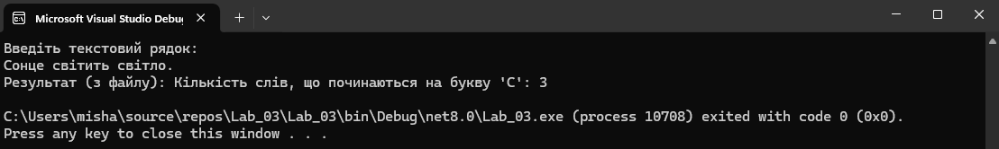 Microsoft Visual Studio Debug
Введіть текстовий рядок:
Сонце світить світло.
Результат (з файлу): Кількість слів, що починаються на букву 'С': 3
C:\Users\misha\source\repos\Lab_03\Lab_03\bin\Debug\net8.0\Lab_03.exe (process 10708) exited with code 0 (0x0).
Press any key to close this window . . .